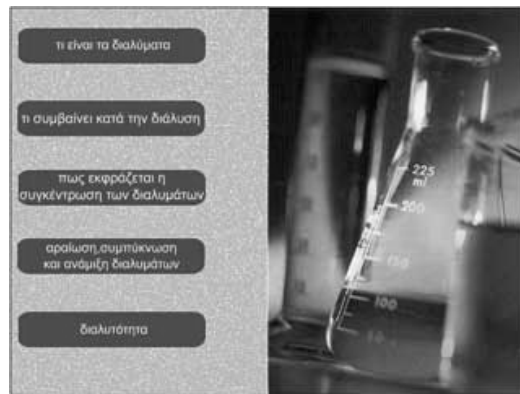 τι είναι τα διαλύματα
τι συμβαίνει κατά την διάλυση
πως εκφράζεται η
συγκέντρωση των διαλυμάτων
αραίωση,συμπύκνωση
και ανάμιξη διαλυμάτων
διαλυτότητα
225
ml
200
150
100